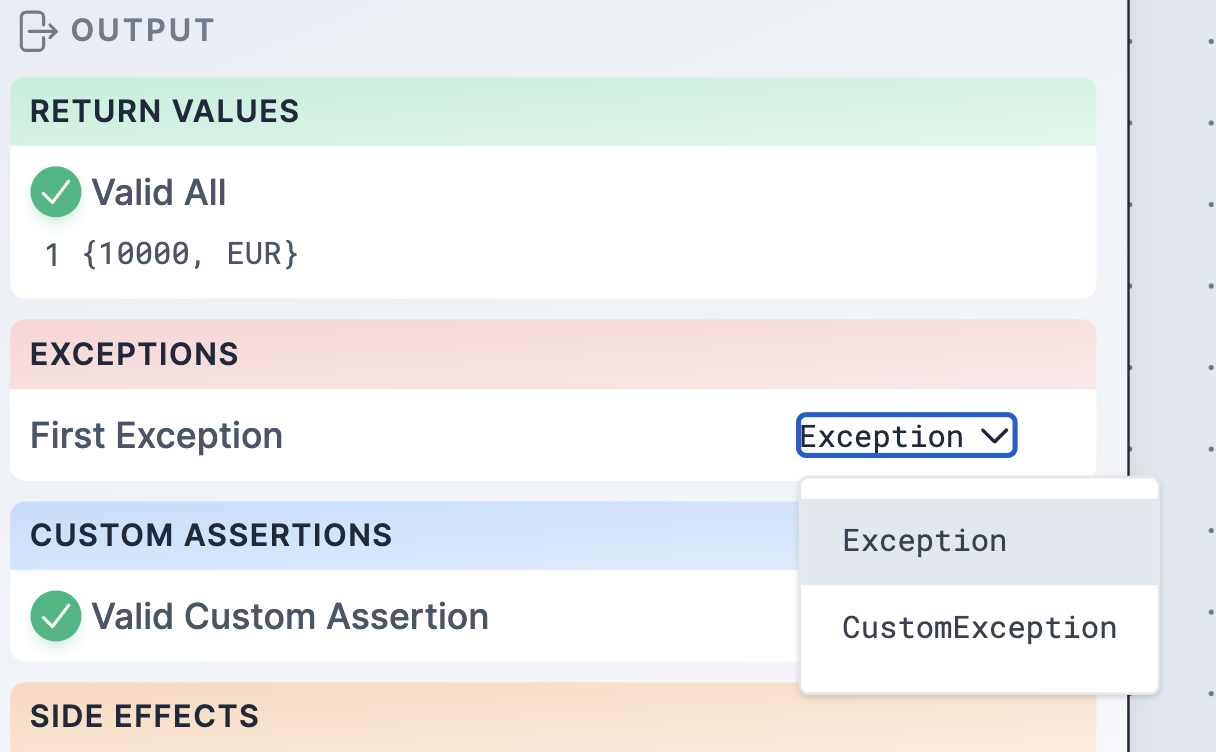 OUTPUT
RETURN VALUES
Valid All
1 {10000, EUR}
EXCEPTIONS
First Exception
Exception
Exception
CustomException
CUSTOM ASSERTIONS
Valid Custom Assertion
SIDE EFFECTS